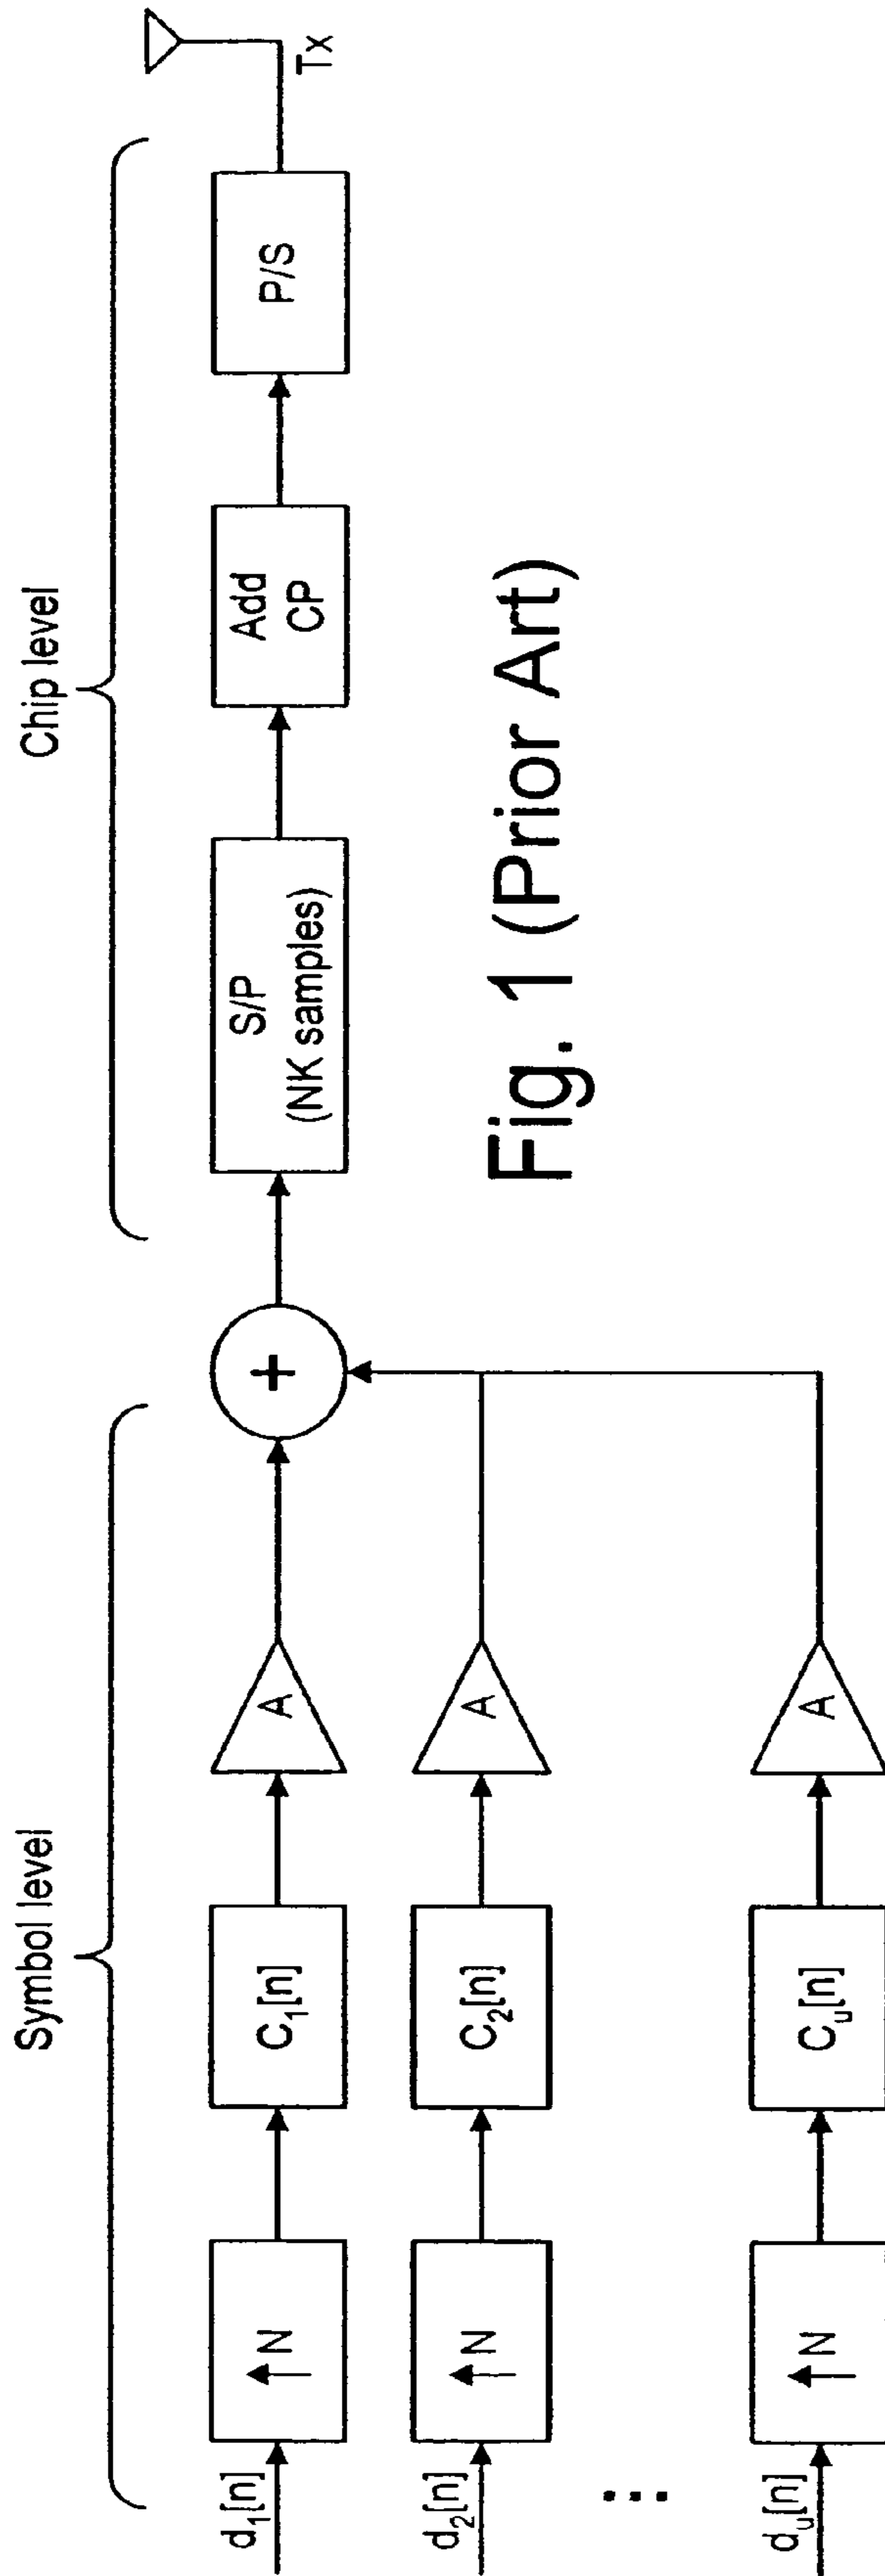 Symbol level
Chip level
d₁[n]
↑N
C₁[n]
A
+
S/P
(NK samples)
Add
CP
P/S
Tx
d₂[n]
↑N
C₂[n]
A
⋮
dᵤ[n]
↑N
Cᵤ[n]
A
Fig. 1 (Prior Art)